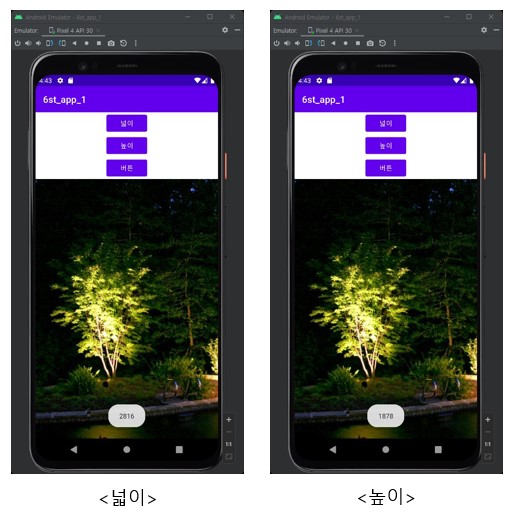 Android Emulator - 6st_app_1
Emulator: Pixel 4 API 30
4:43
6st_app_1
넓이
높이
버튼
2816
1:1
<넓이>
Android Emulator - 6st_app_1
Emulator: Pixel 4 API 30
4:43
6st_app_1
넓이
높이
버튼
1878
1:1
<높이>